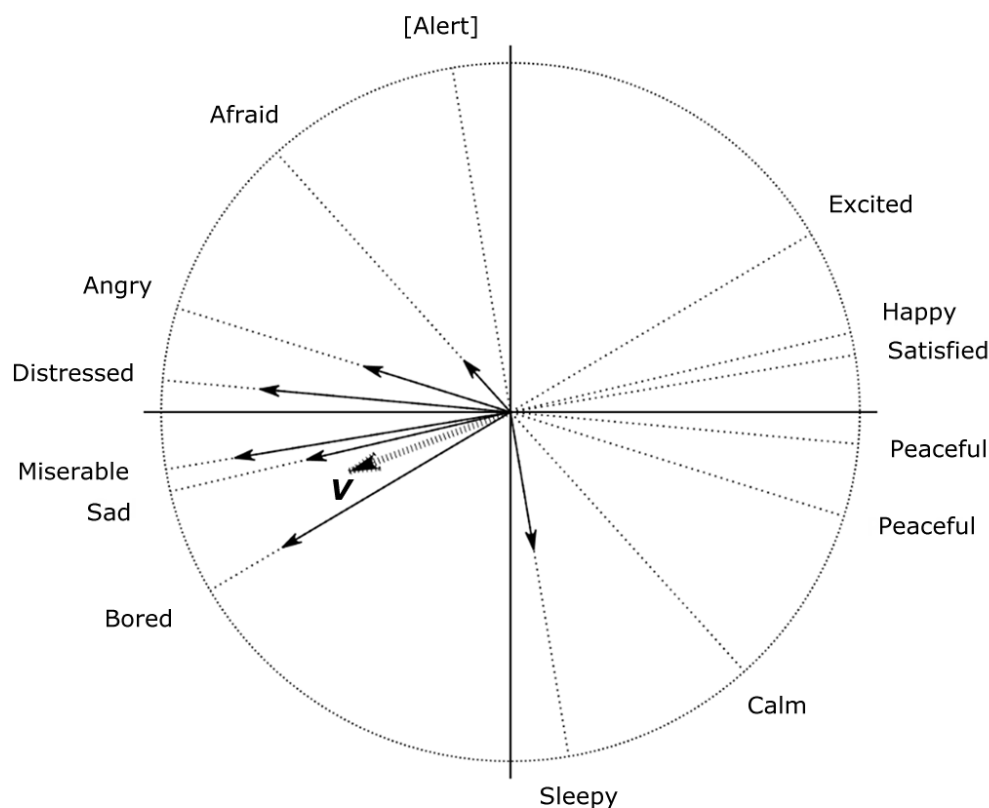 [Alert]
Afraid
Excited
Angry
Happy
Satisfied
Distressed
Peaceful
Miserable
V
Sad
Peaceful
Bored
Calm
Sleepy